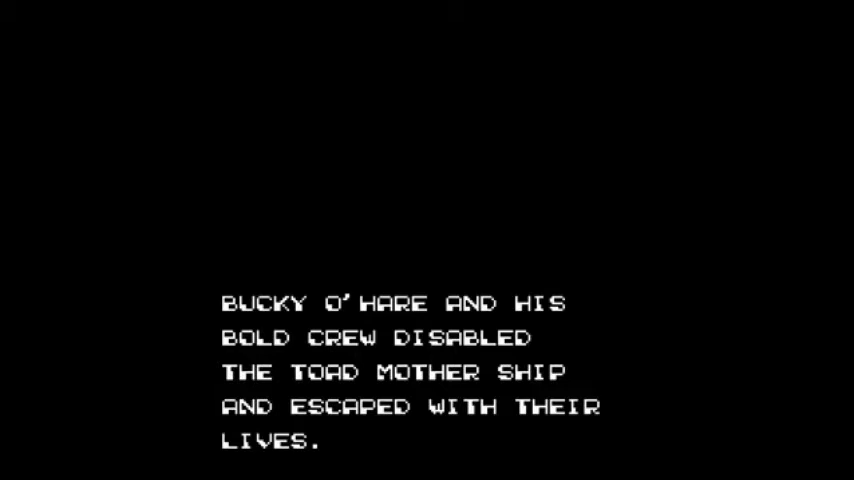 BUCKY O'HARE AND HIS
BOLD CREW DISABLED
THE TOAD MOTHER SHIP
AND ESCAPED WITH THEIR
LIVES.